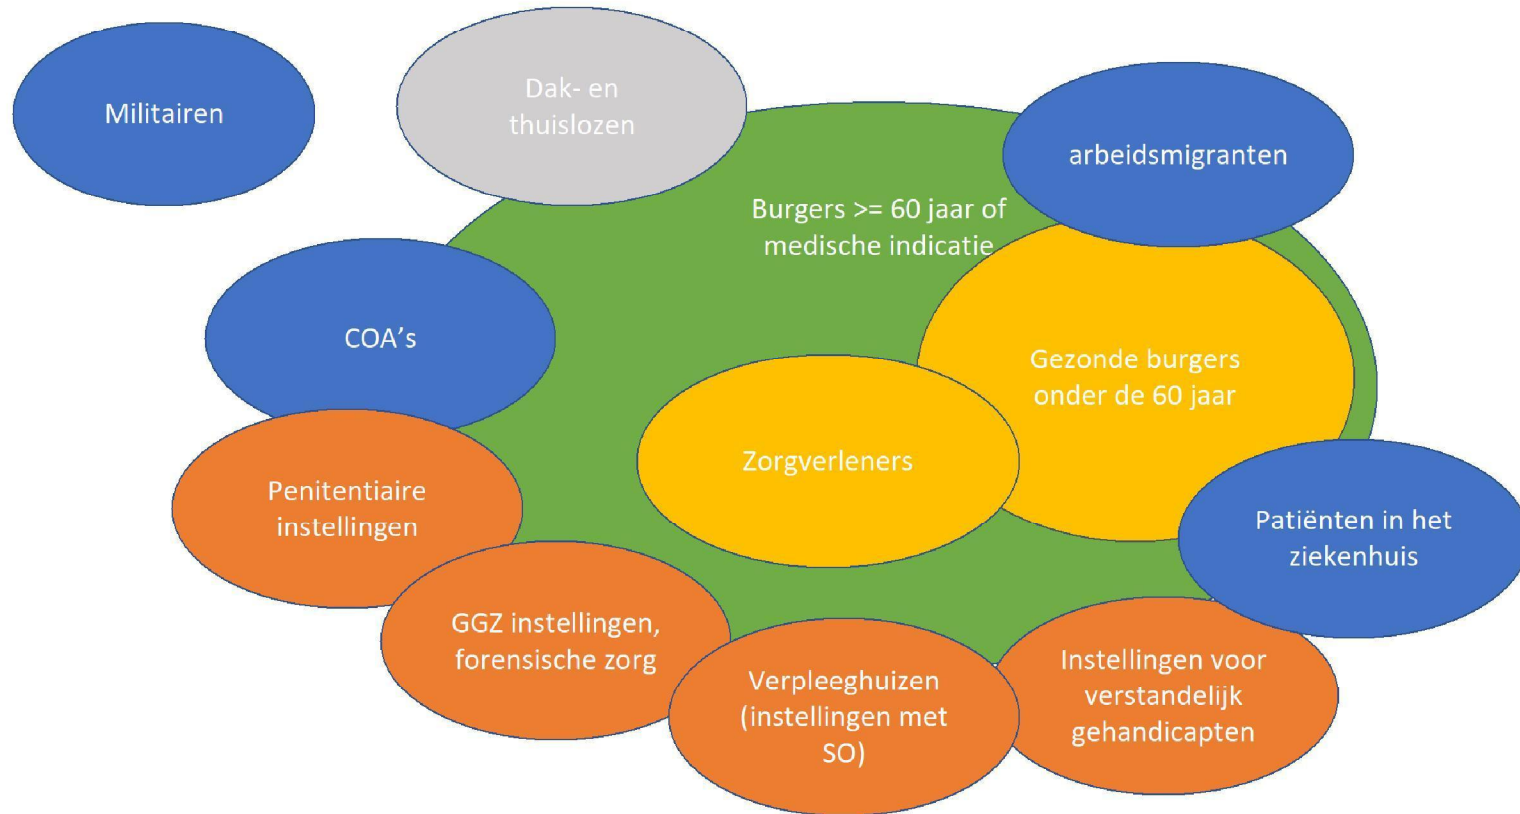 Militairen
Dak- en
thuislozen
arbeidsmigranten
Burgers >= 60 jaar of
medische indicatie
COA's
Gezonde burgers
onder de 60 jaar
Zorgverleners
Penitentiaire
instellingen
Patiënten in het
ziekenhuis
GGZ instellingen,
forensische zorg
Verpleeghuizen
(instellingen met
SO)
Instellingen voor
verstandelijk
gehandicapten